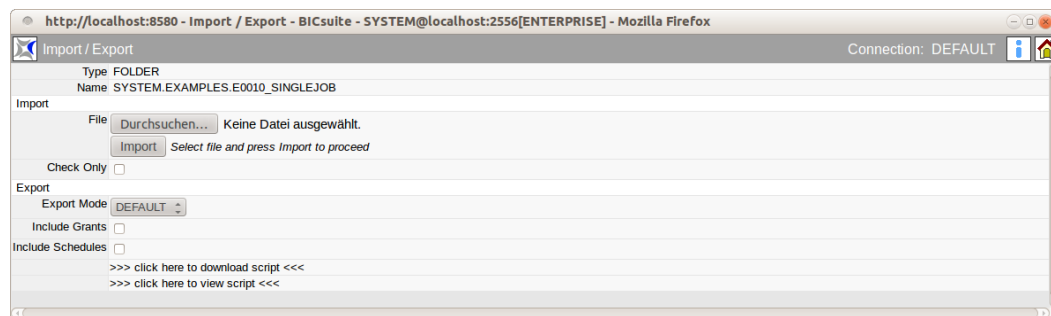 http://localhost:8580 - Import / Export - BICsuite - SYSTEM@localhost:2556[ENTERPRISE] - Mozilla Firefox
Import / Export Connection: DEFAULT
Type FOLDER
Name SYSTEM.EXAMPLES.E0010_SINGLEJOB
Import
File Durchsuchen... Keine Datei ausgewählt.
Import Select file and press Import to proceed
Check Only
Export
Export Mode DEFAULT
Include Grants
Include Schedules
>>> click here to download script <<<
>>> click here to view script <<<